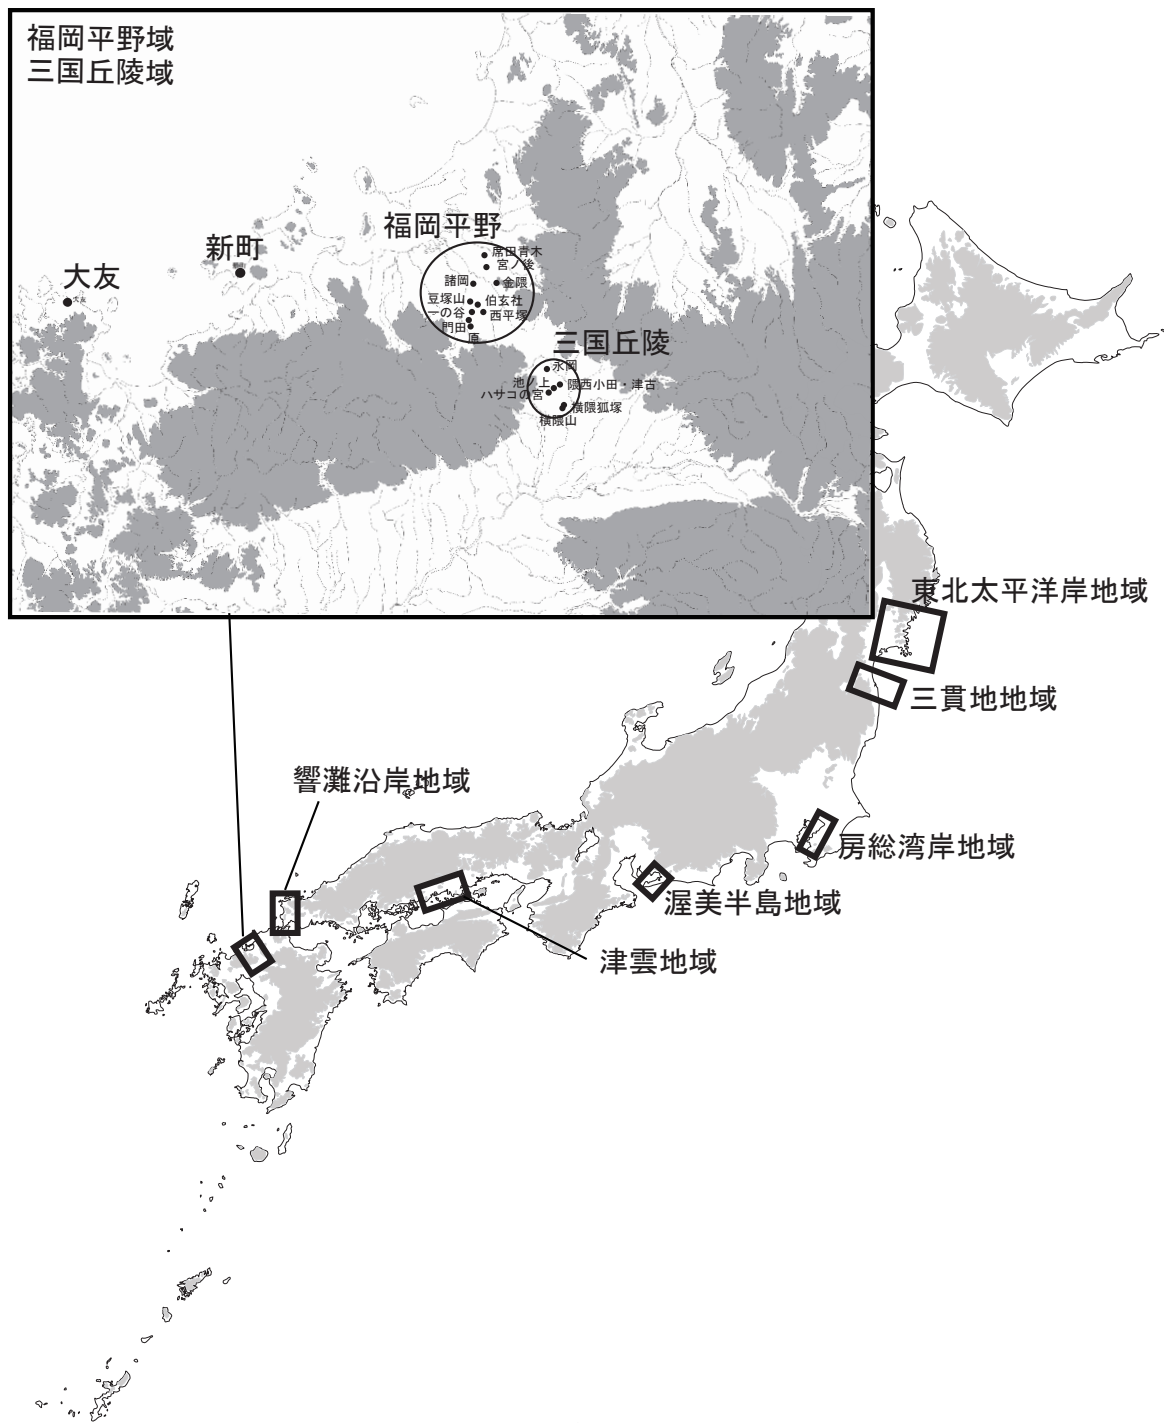 福岡平野域
三国丘陵域
福岡平野
新町
大友
大友
席田青木
宮ノ後
諸岡
金隈
豆塚山
伯玄社
一の谷
西平塚
門田
原
三国丘陵
永岡
池ノ上
隈西小田・津古
ハサコの宮
横隈狐塚
横隈山
東北太平洋岸地域
三貫地地域
響灘沿岸地域
房総湾岸地域
渥美半島地域
津雲地域